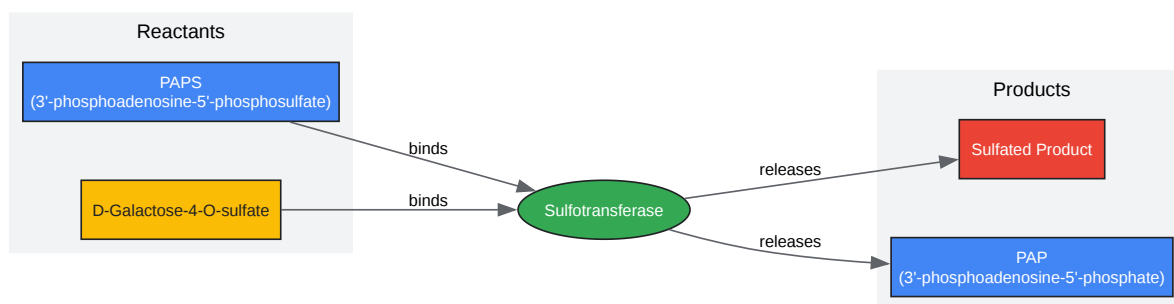 Reactants
PAPS
(3'-phosphoadenosine-5'-phosphosulfate)
D-Galactose-4-O-sulfate
binds
binds
Sulfotransferase
releases
releases
Products
Sulfated Product
PAP
(3'-phosphoadenosine-5'-phosphate)